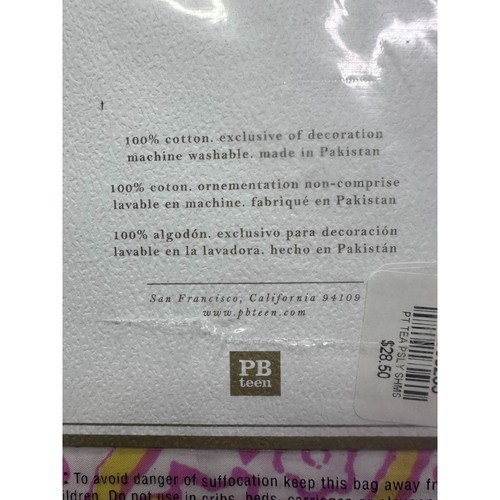 100% cotton. exclusive of decoration
machine washable. made in Pakistan
100% coton. ornementation non-comprise
lavable en machine. fabriqué en Pakistan
100% algodón. exclusivo para decoración
lavable en la lavadora. hecho en Pakistán
San Francisco, California 94109
www.pbteen.com
PB
teen
PT TEA PSLY SHMS
$28.50
To avoid danger of suffocation keep this bag away
Do not use in cribs, beds,